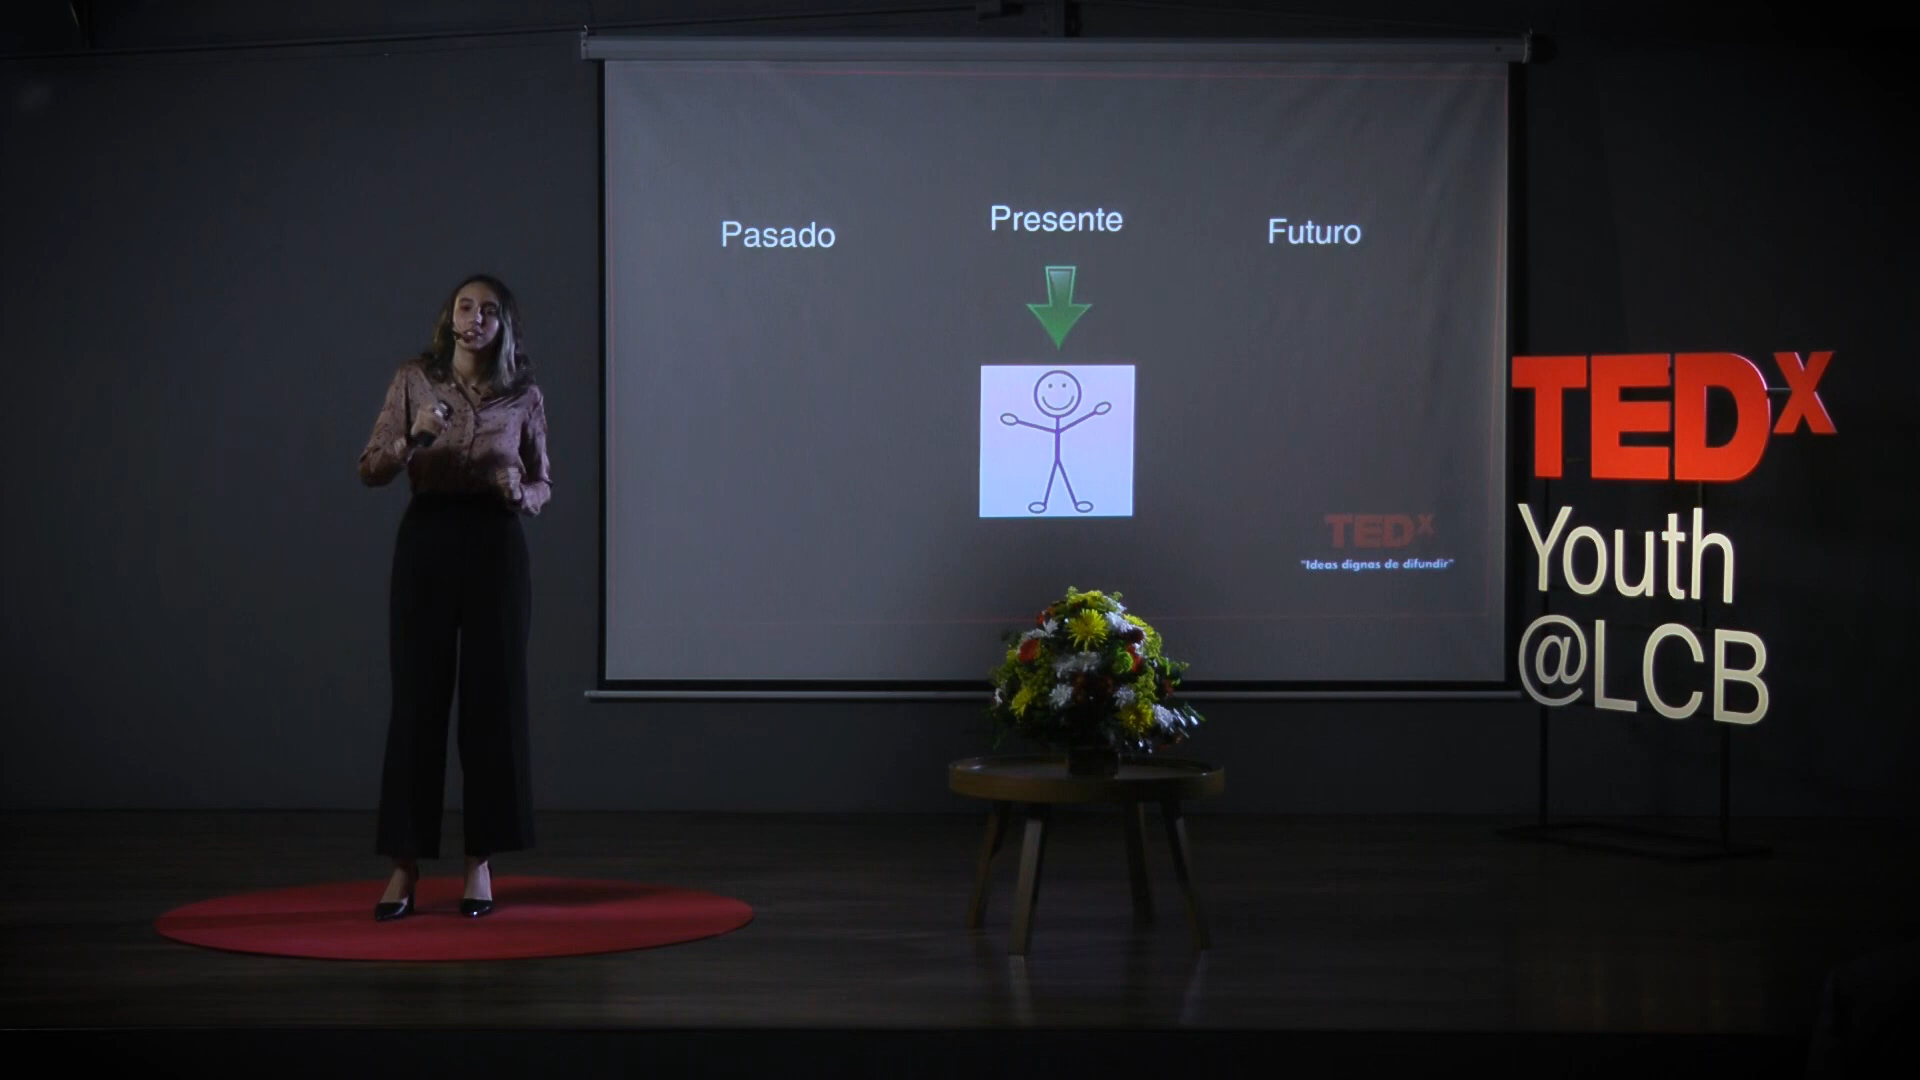 Pasado
Presente
Futuro
TEDx
"Ideas dignas de difundir"
TEDx
Youth
@LCB